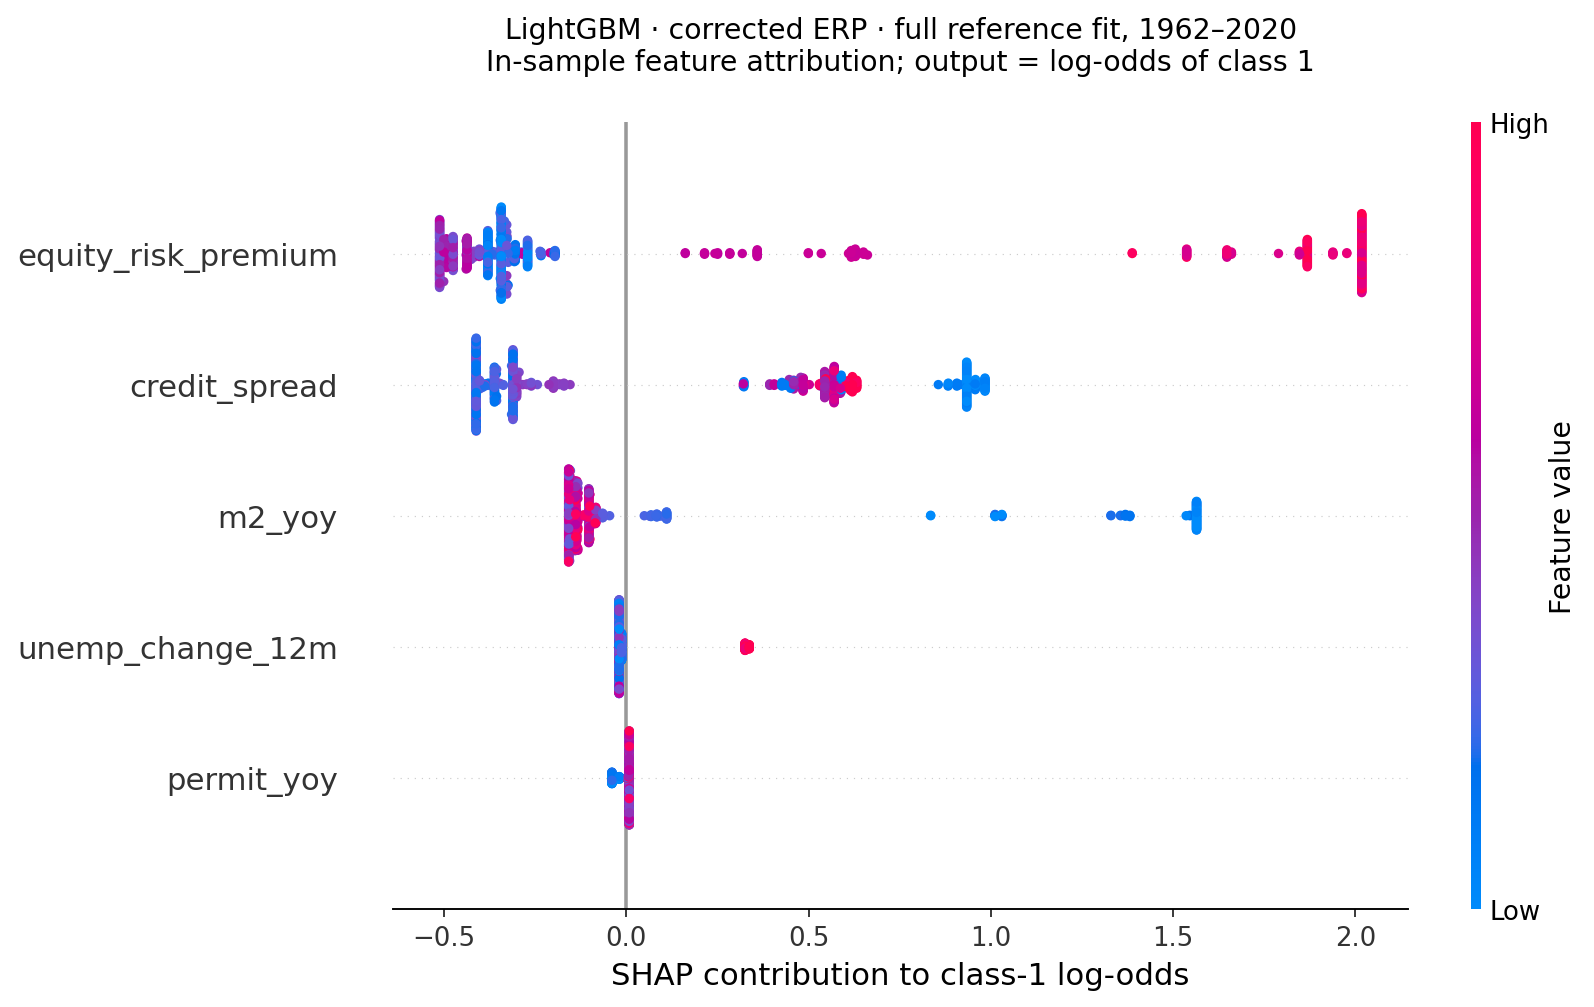 LightGBM · corrected ERP · full reference fit, 1962–2020
In-sample feature attribution; output = log-odds of class 1
High
equity_risk_premium
credit_spread
m2_yoy
unemp_change_12m
permit_yoy
Feature value
Low
−0.5 0.0 0.5 1.0 1.5 2.0
SHAP contribution to class-1 log-odds